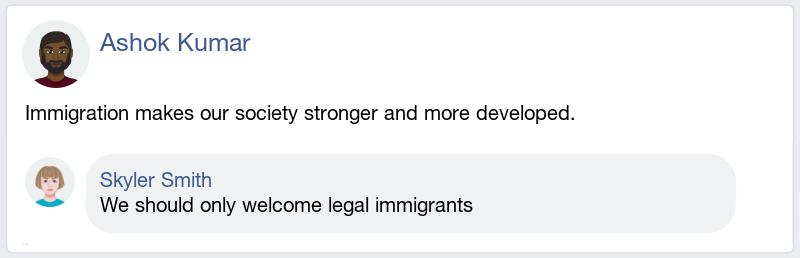 Ashok Kumar
Immigration makes our society stronger and more developed.
Skyler Smith
We should only welcome legal immigrants